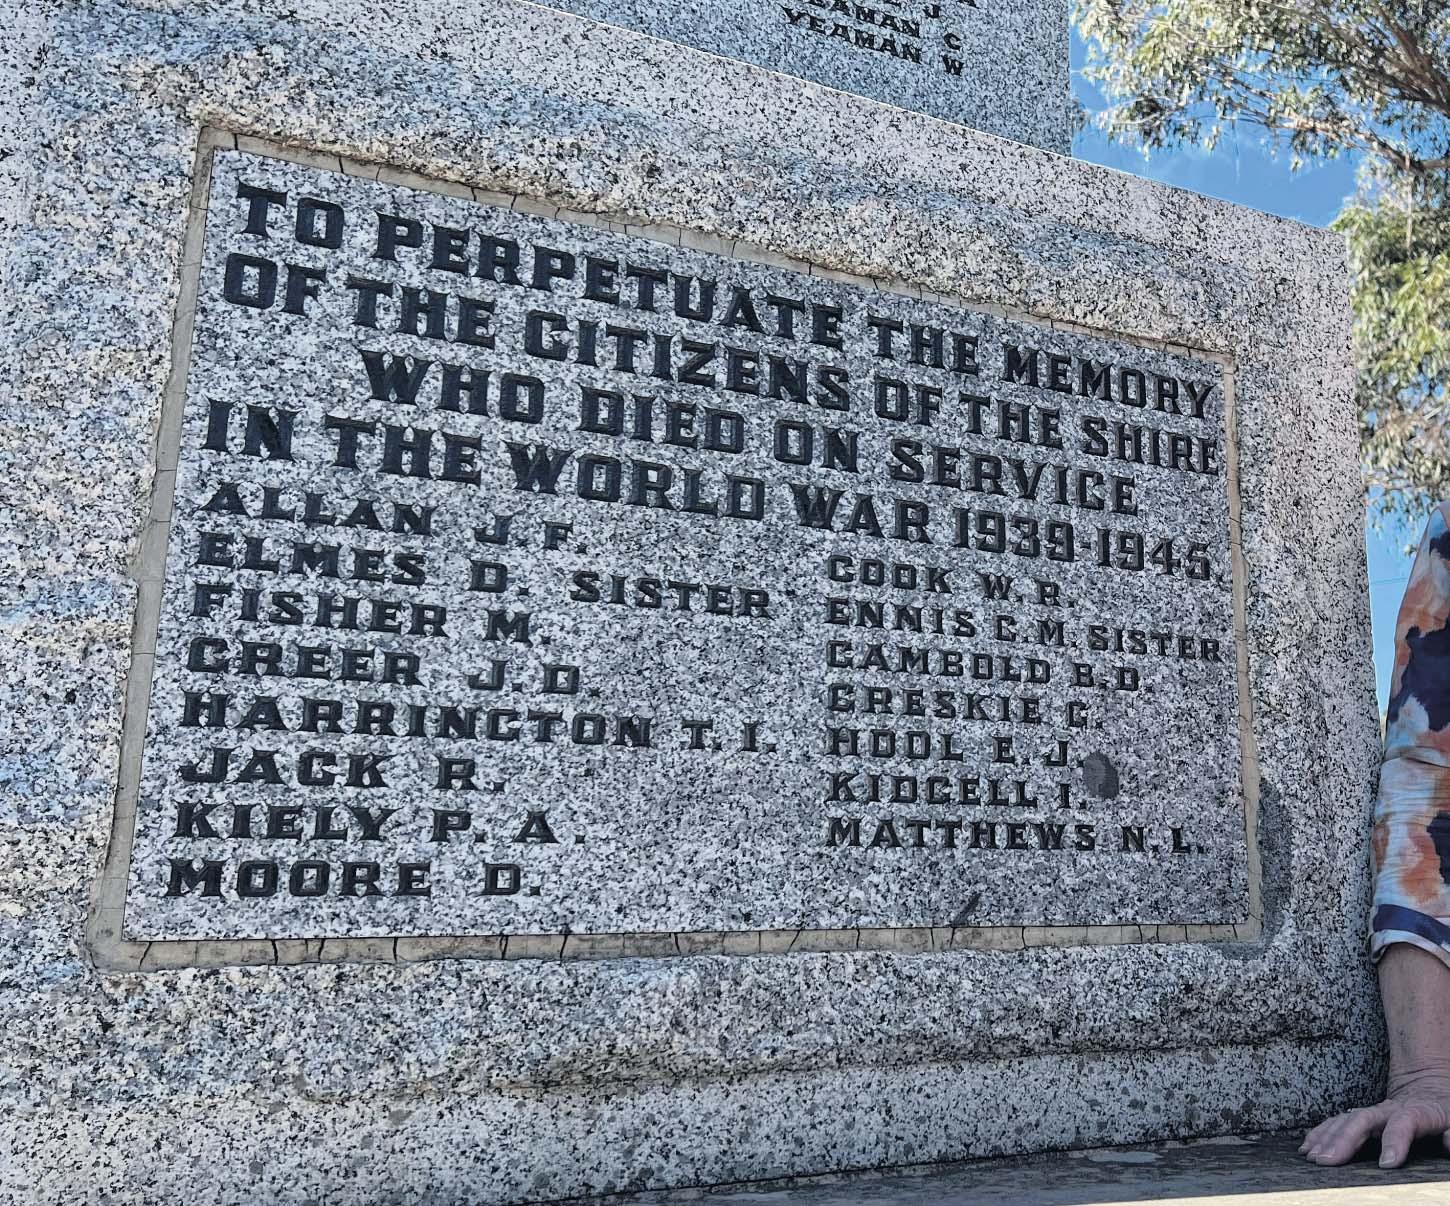 J
YEAMAN C
YEAMAN W
TO PERPETUATE THE MEMORY
OF THE CITIZENS OF THE SHIRE
WHO DIED ON SERVICE
IN THE WORLD WAR 1939-1945.
ALLAN J. F.
ELMES D. SISTER
FISHER M.
GREER J. D.
HARRINGTON T. I.
JACK R.
KIELY P. A.
MOORE D.
COOK W. R.
ENNIS C. M. SISTER
GAMBOLD B. D.
GRESKIE G.
HOOL E. J.
KIDGELL I.
MATTHEWS N. L.